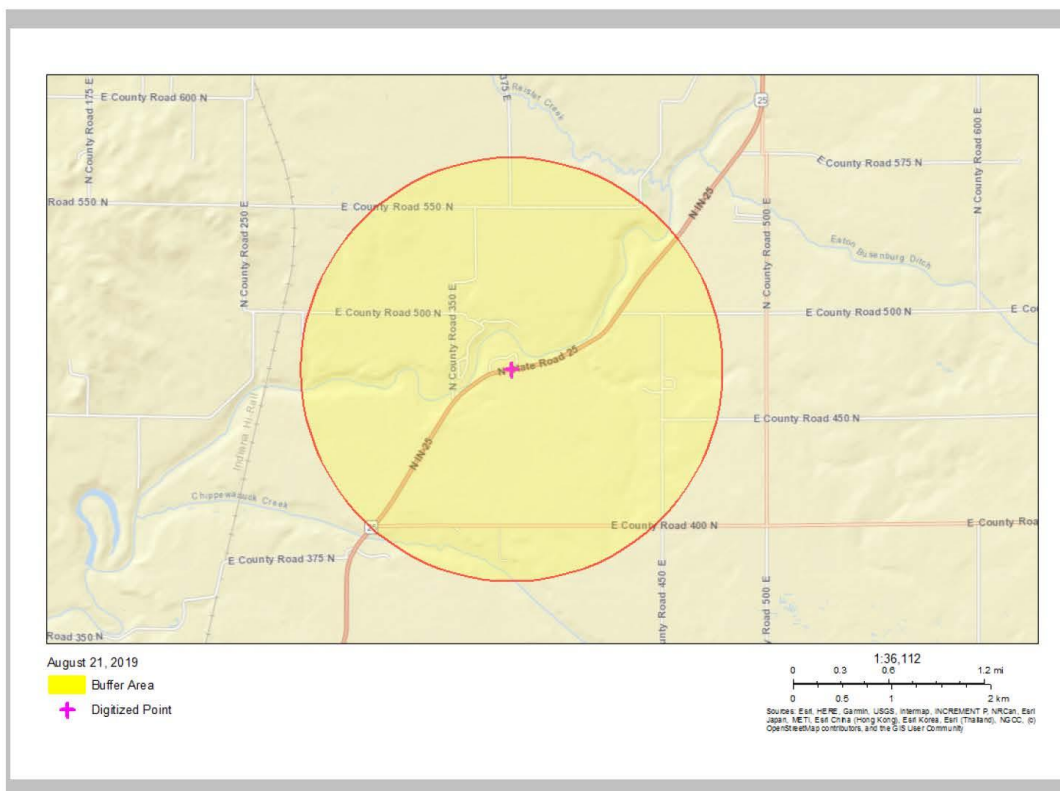 375 E
Raister Creek
25
N County Road 175 E
E County Road 600 N
N County Road 600 E
E County Road 575 N
N IN-25
Road 550 N
E County Road 550 N
N County Road 250 E
N County Road 500 E
Eaton
Busenburg Ditch
E County Road 500 N
N County Road 350 E
E County Road 500 N
E Co
N State Road 25
E County Road 450 N
Indiana Hi-Rail
N IN-25
Chippewanuck Creek
25
E County Road 400 N
E County Roa
E County Road 375 N
unty Road 450 E
y Road 500 E
Road 350 N
August 21, 2019
Buffer Area
Digitized Point
1:36,112
0 0.3 0.6 1.2 mi
0 0.5 1 2 km
Sources: Esri, HERE, Garmin, USGS, Intermap, INCREMENT P, NRCan, Esri
Japan, METI, Esri China (Hong Kong), Esri Korea, Esri (Thailand), NGCC, (c)
OpenStreetMap contributors, and the GIS User Community